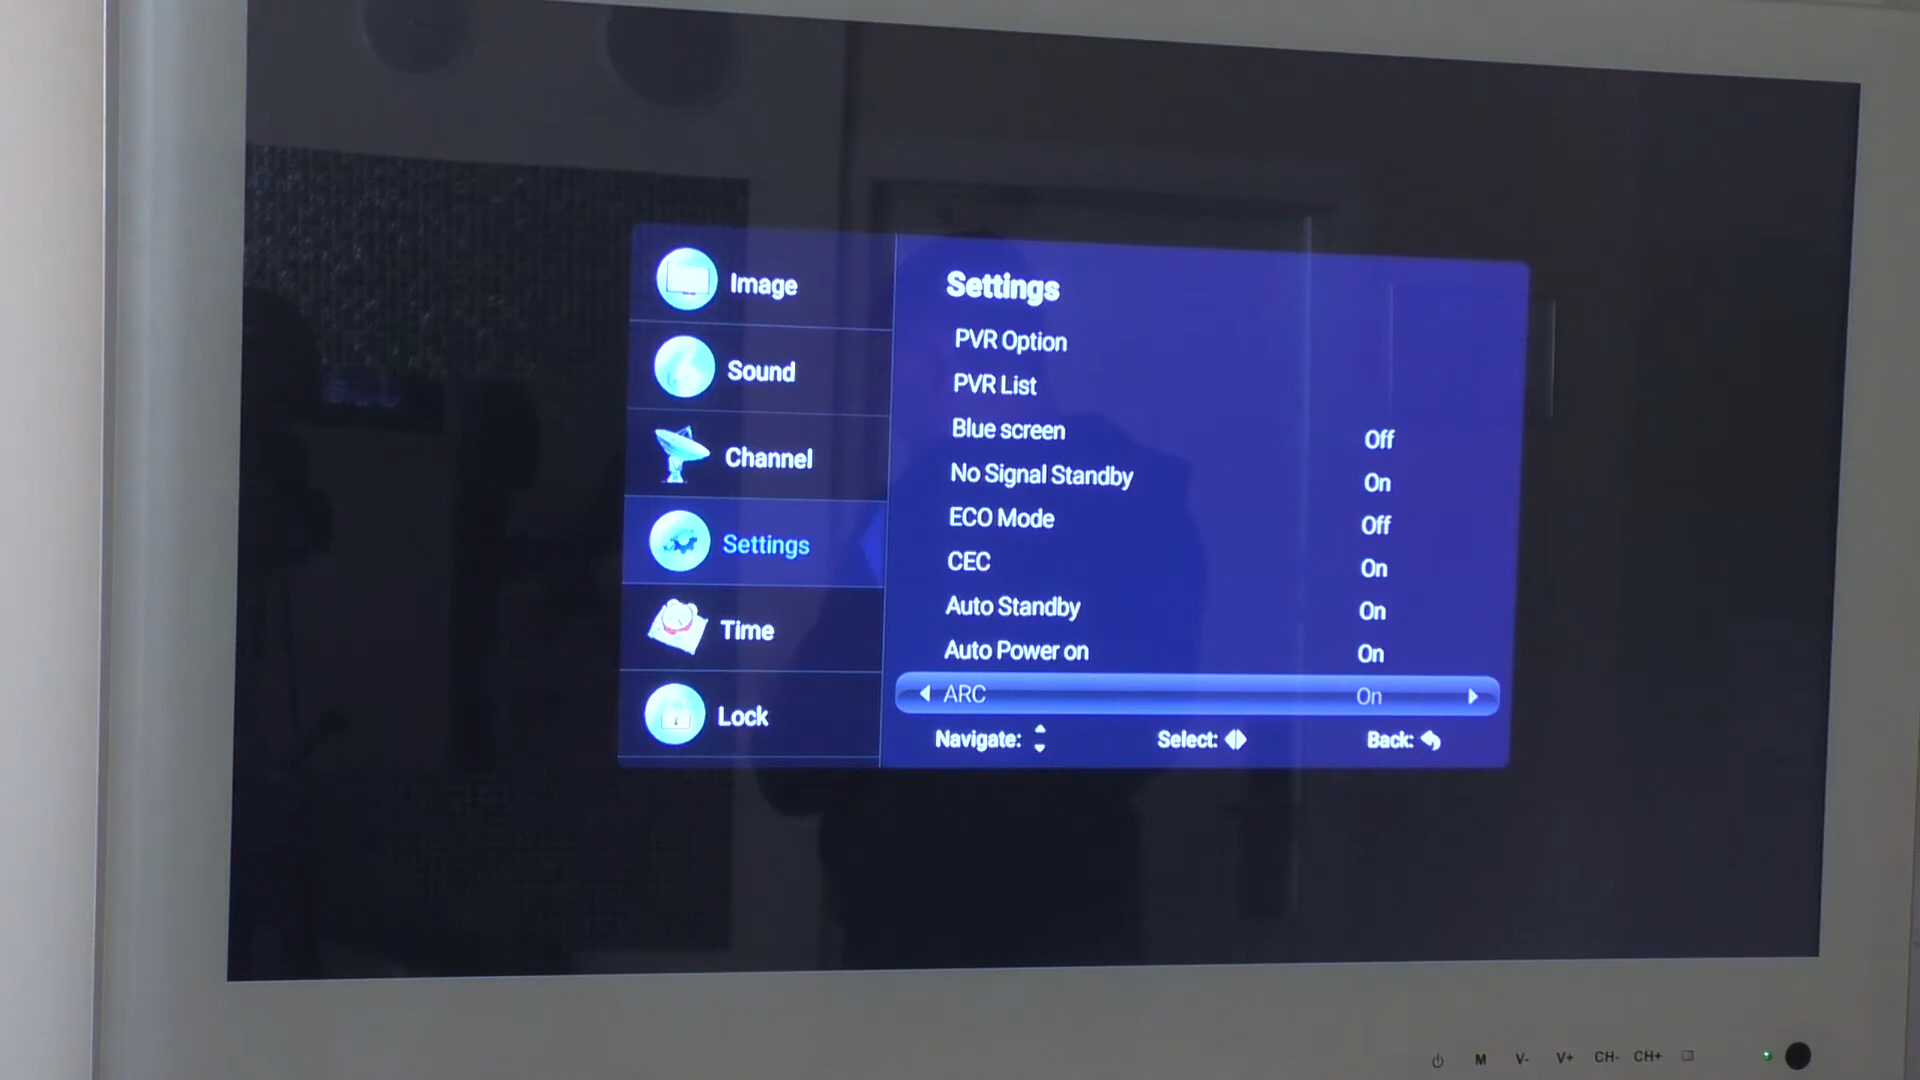 Image
Sound
Channel
Settings
Time
Lock
Settings
PVR Option
PVR List
Blue screen Off
No Signal Standby On
ECO Mode Off
CEC On
Auto Standby On
Auto Power on On
ARC On
Navigate: Select: Back:
M V- V+ CH- CH+